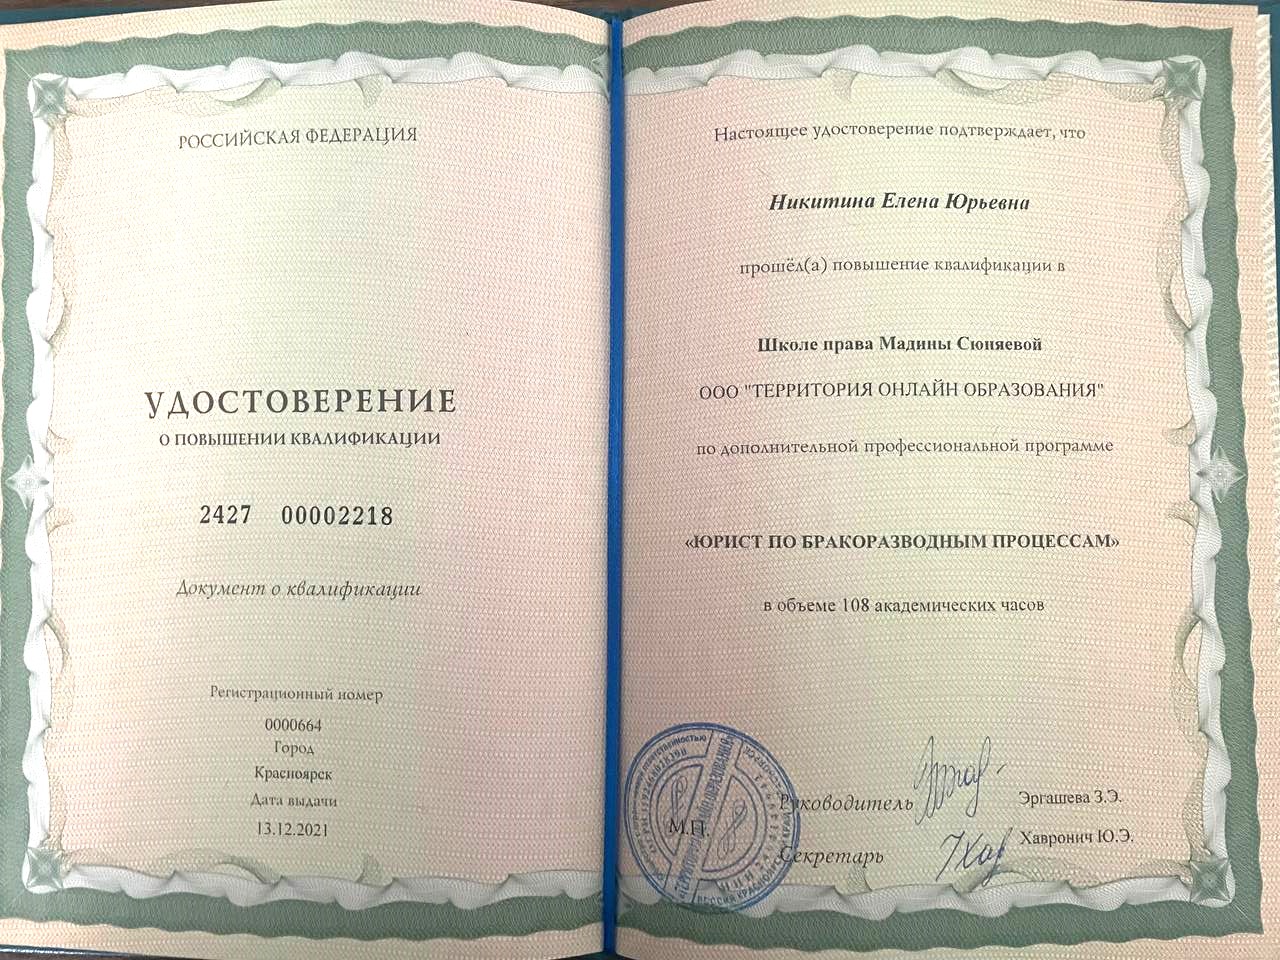 РОССИЙСКАЯ ФЕДЕРАЦИЯ
УДОСТОВЕРЕНИЕ
О ПОВЫШЕНИИ КВАЛИФИКАЦИИ
2427 00002218
Документ о квалификации
Регистрационный номер
0000664
Город
Красноярск
Дата выдачи
13.12.2021
Настоящее удостоверение подтверждает, что
Никитина Елена Юрьевна
прошёл(а) повышение квалификации в
Школе права Мадины Сюняевой
ООО "ТЕРРИТОРИЯ ОНЛАЙН ОБРАЗОВАНИЯ"
по дополнительной профессиональной программе
«ЮРИСТ ПО БРАКОРАЗВОДНЫМ ПРОЦЕССАМ»
в объеме 108 академических часов
М.П.
Руководитель
Эргашева З.Э.
Секретарь
Хавронич Ю.Э.